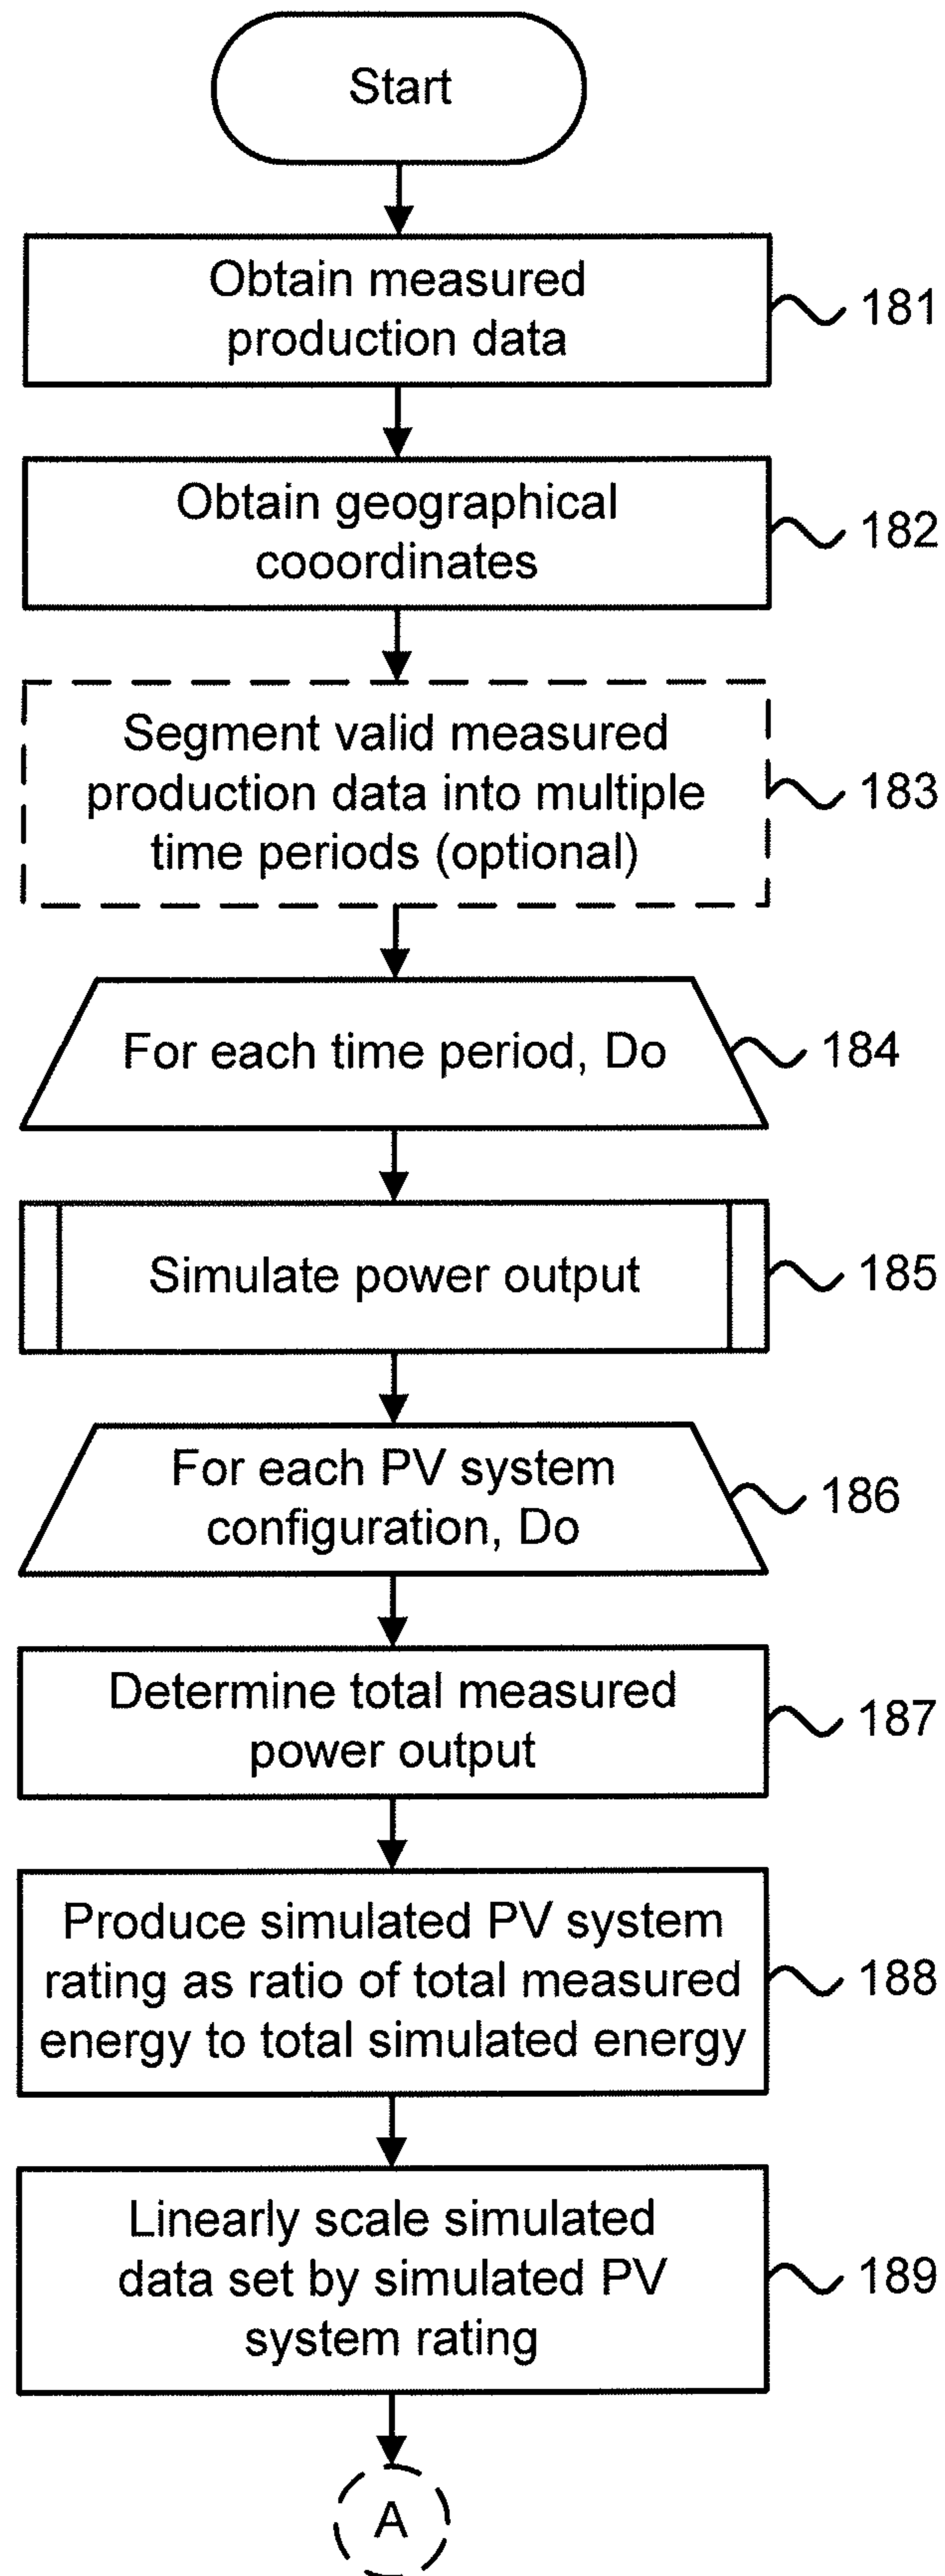 Start
Obtain measured
production data
181
Obtain geographical
cooordinates
182
Segment valid measured
production data into multiple
time periods (optional)
183
For each time period, Do
184
Simulate power output
185
For each PV system
configuration, Do
186
Determine total measured
power output
187
Produce simulated PV system
rating as ratio of total measured
energy to total simulated energy
188
Linearly scale simulated
data set by simulated PV
system rating
189
A